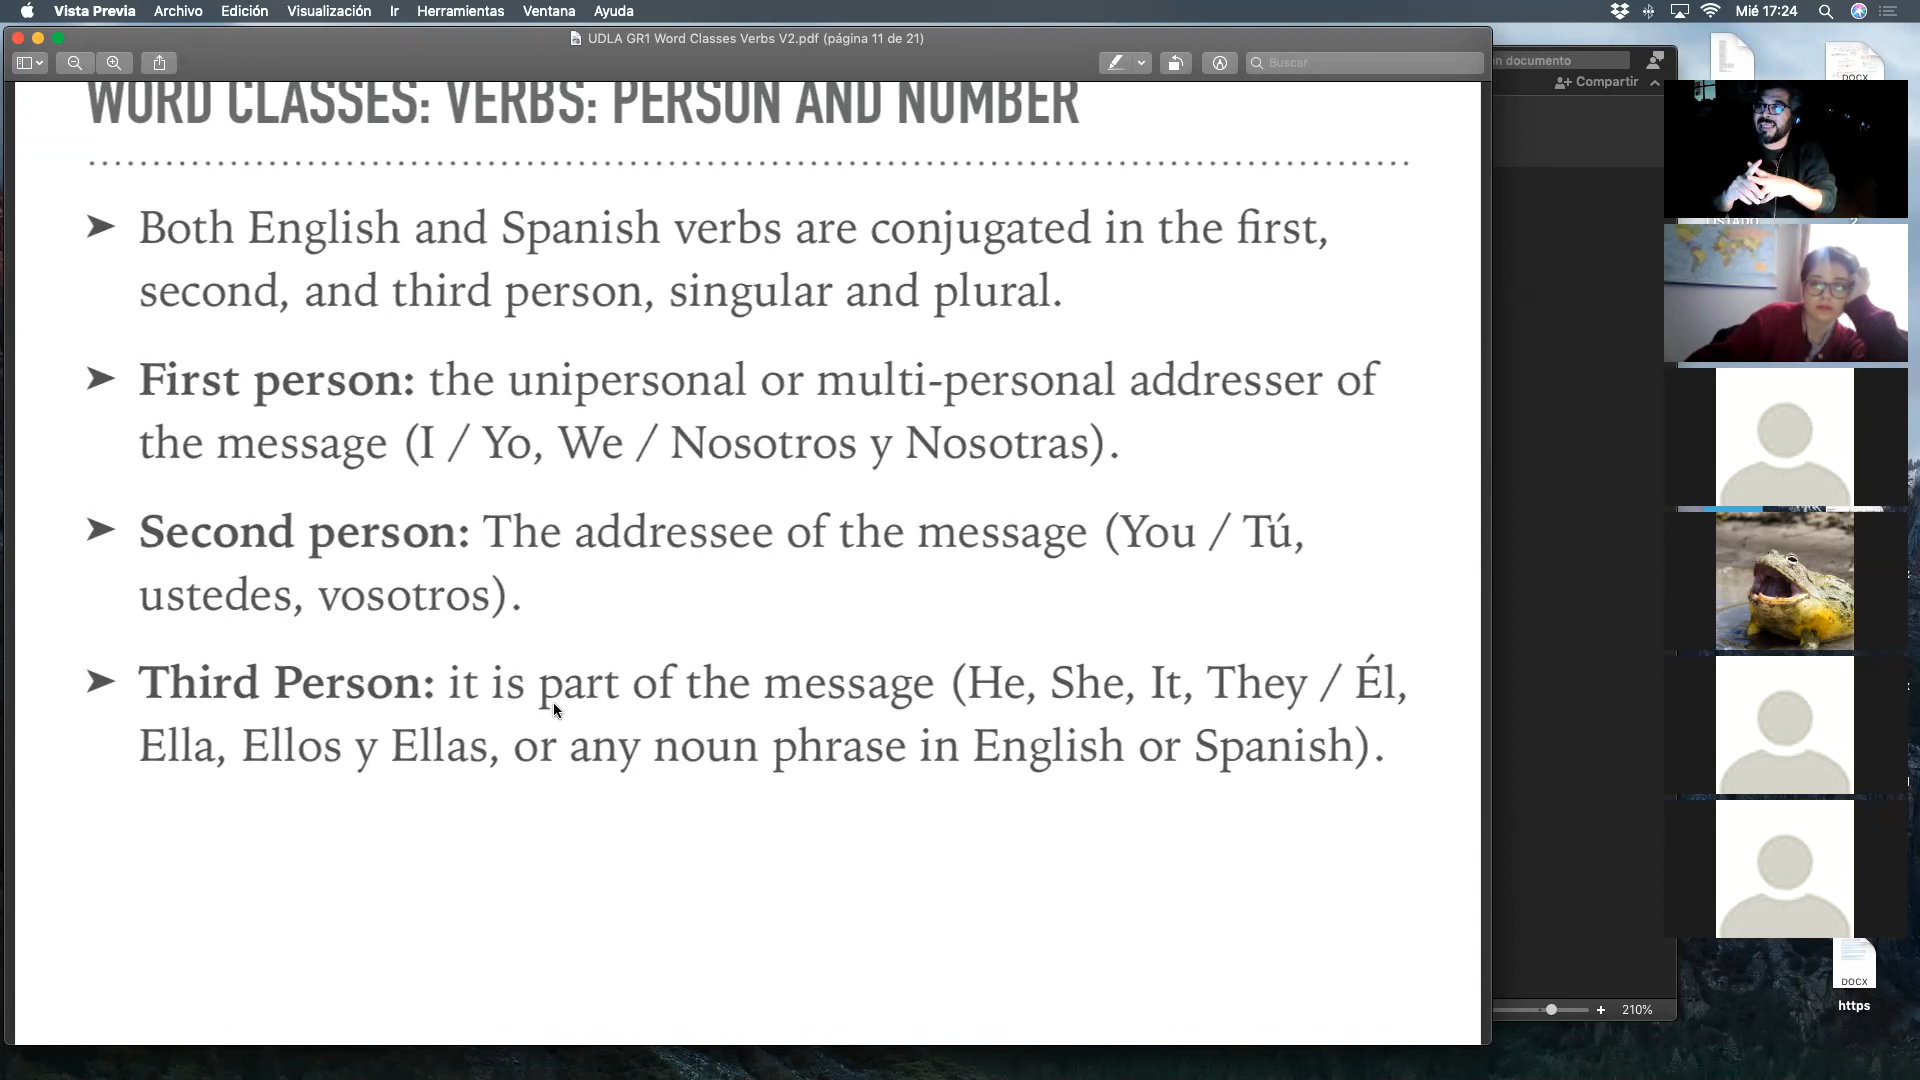 Vista Previa Archivo Edición Visualización Ir Herramientas Ventana Ayuda
Mié 17:24
UDLA GR1 Word Classes Verbs V2.pdf (página 11 de 21)
Buscar
en documento
Compartir
WORD CLASSES: VERBS: PERSON AND NUMBER
➤ Both English and Spanish verbs are conjugated in the first,
second, and third person, singular and plural.
➤ First person: the unipersonal or multi-personal addresser of
the message (I / Yo, We / Nosotros y Nosotras).
➤ Second person: The addressee of the message (You / Tú,
ustedes, vosotros).
➤ Third Person: it is part of the message (He, She, It, They / Él,
Ella, Ellos y Ellas, or any noun phrase in English or Spanish).
DOCX
LISTADO
2
DOCX
https
210%